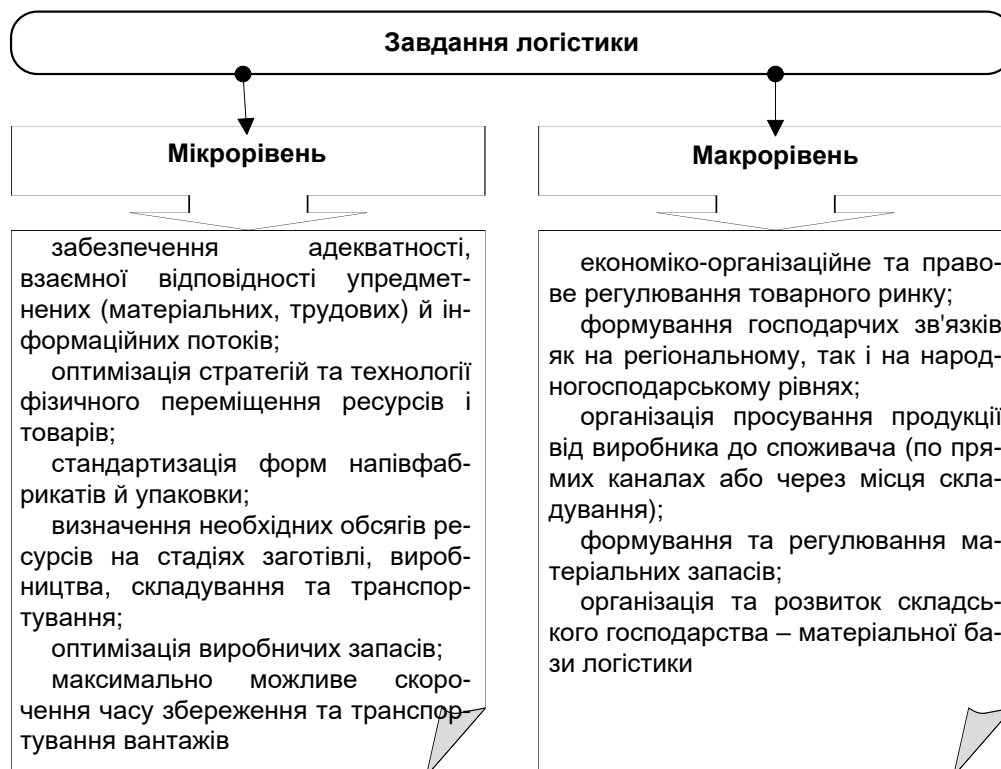 Завдання логістики
Мікрорівень
забезпечення адекватності,
взаємної відповідності упредмет-
нених (матеріальних, трудових) й ін-
формаційних потоків;
оптимізація стратегій та технології
фізичного переміщення ресурсів і
товарів;
стандартизація форм напівфаб-
рикатів й упаковки;
визначення необхідних обсягів ре-
сурсів на стадіях заготівлі, вироб-
ництва, складування та транспор-
тування;
оптимізація виробничих запасів;
максимально можливе скоро-
чення часу збереження та транспор-
тування вантажів
Макрорівень
економіко-організаційне та право-
ве регулювання товарного ринку;
формування господарчих зв'язків
як на регіональному, так і на народ-
ногосподарському рівнях;
організація просування продукції
від виробника до споживача (по пря-
мих каналах або через місця скла-
дування);
формування та регулювання ма-
теріальних запасів;
організація та розвиток складсь-
кого господарства – матеріальної ба-
зи логістики